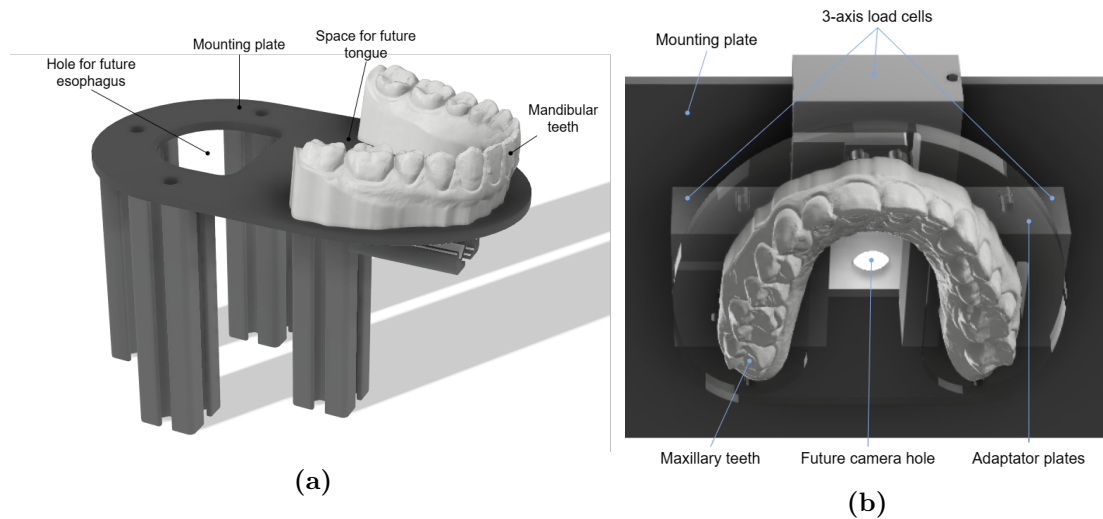 Mounting plate
Space for future
tongue
Hole for future
esophagus
Mandibular
teeth
(a)
3-axis load cells
Mounting plate
Maxillary teeth
Future camera hole
Adaptator plates
(b)